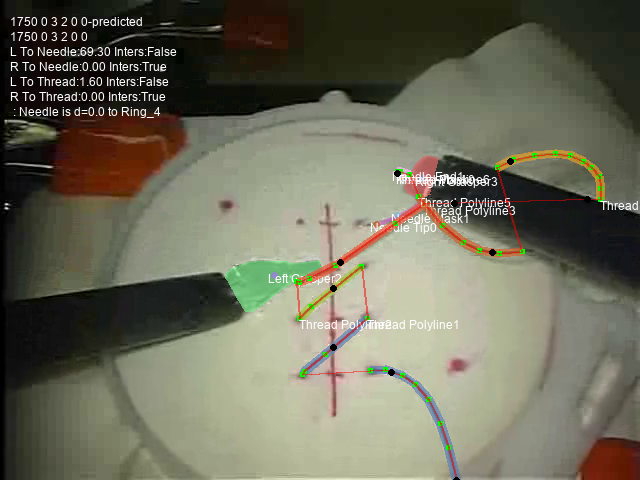 1750 0 3 2 0 0-predicted
1750 0 3 2 0 0
L To Needle:69.30 Inters:False
R To Needle:0.00 Inters:True
L To Thread:1.60 Inters:False
R To Thread:0.00 Inters:True
: Needle is d=0.0 to Ring_4
Right Grasper3
Thread Polyline5
Thread
Thread Polyline3
Needle Mask1
Needle Tip0
Left Grasper2
Thread Polyline2
Thread Polyline1